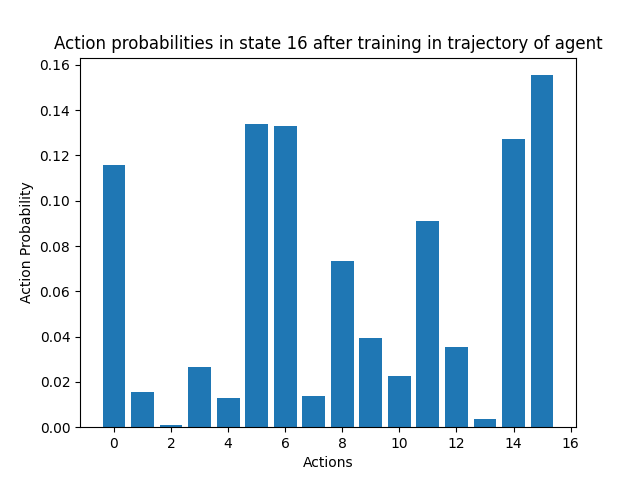 Action probabilities in state 16 after training in trajectory of agent
0.16
0.14
0.12
0.10
0.08
0.06
0.04
0.02
0.00
Action Probability
0 2 4 6 8 10 12 14 16
Actions